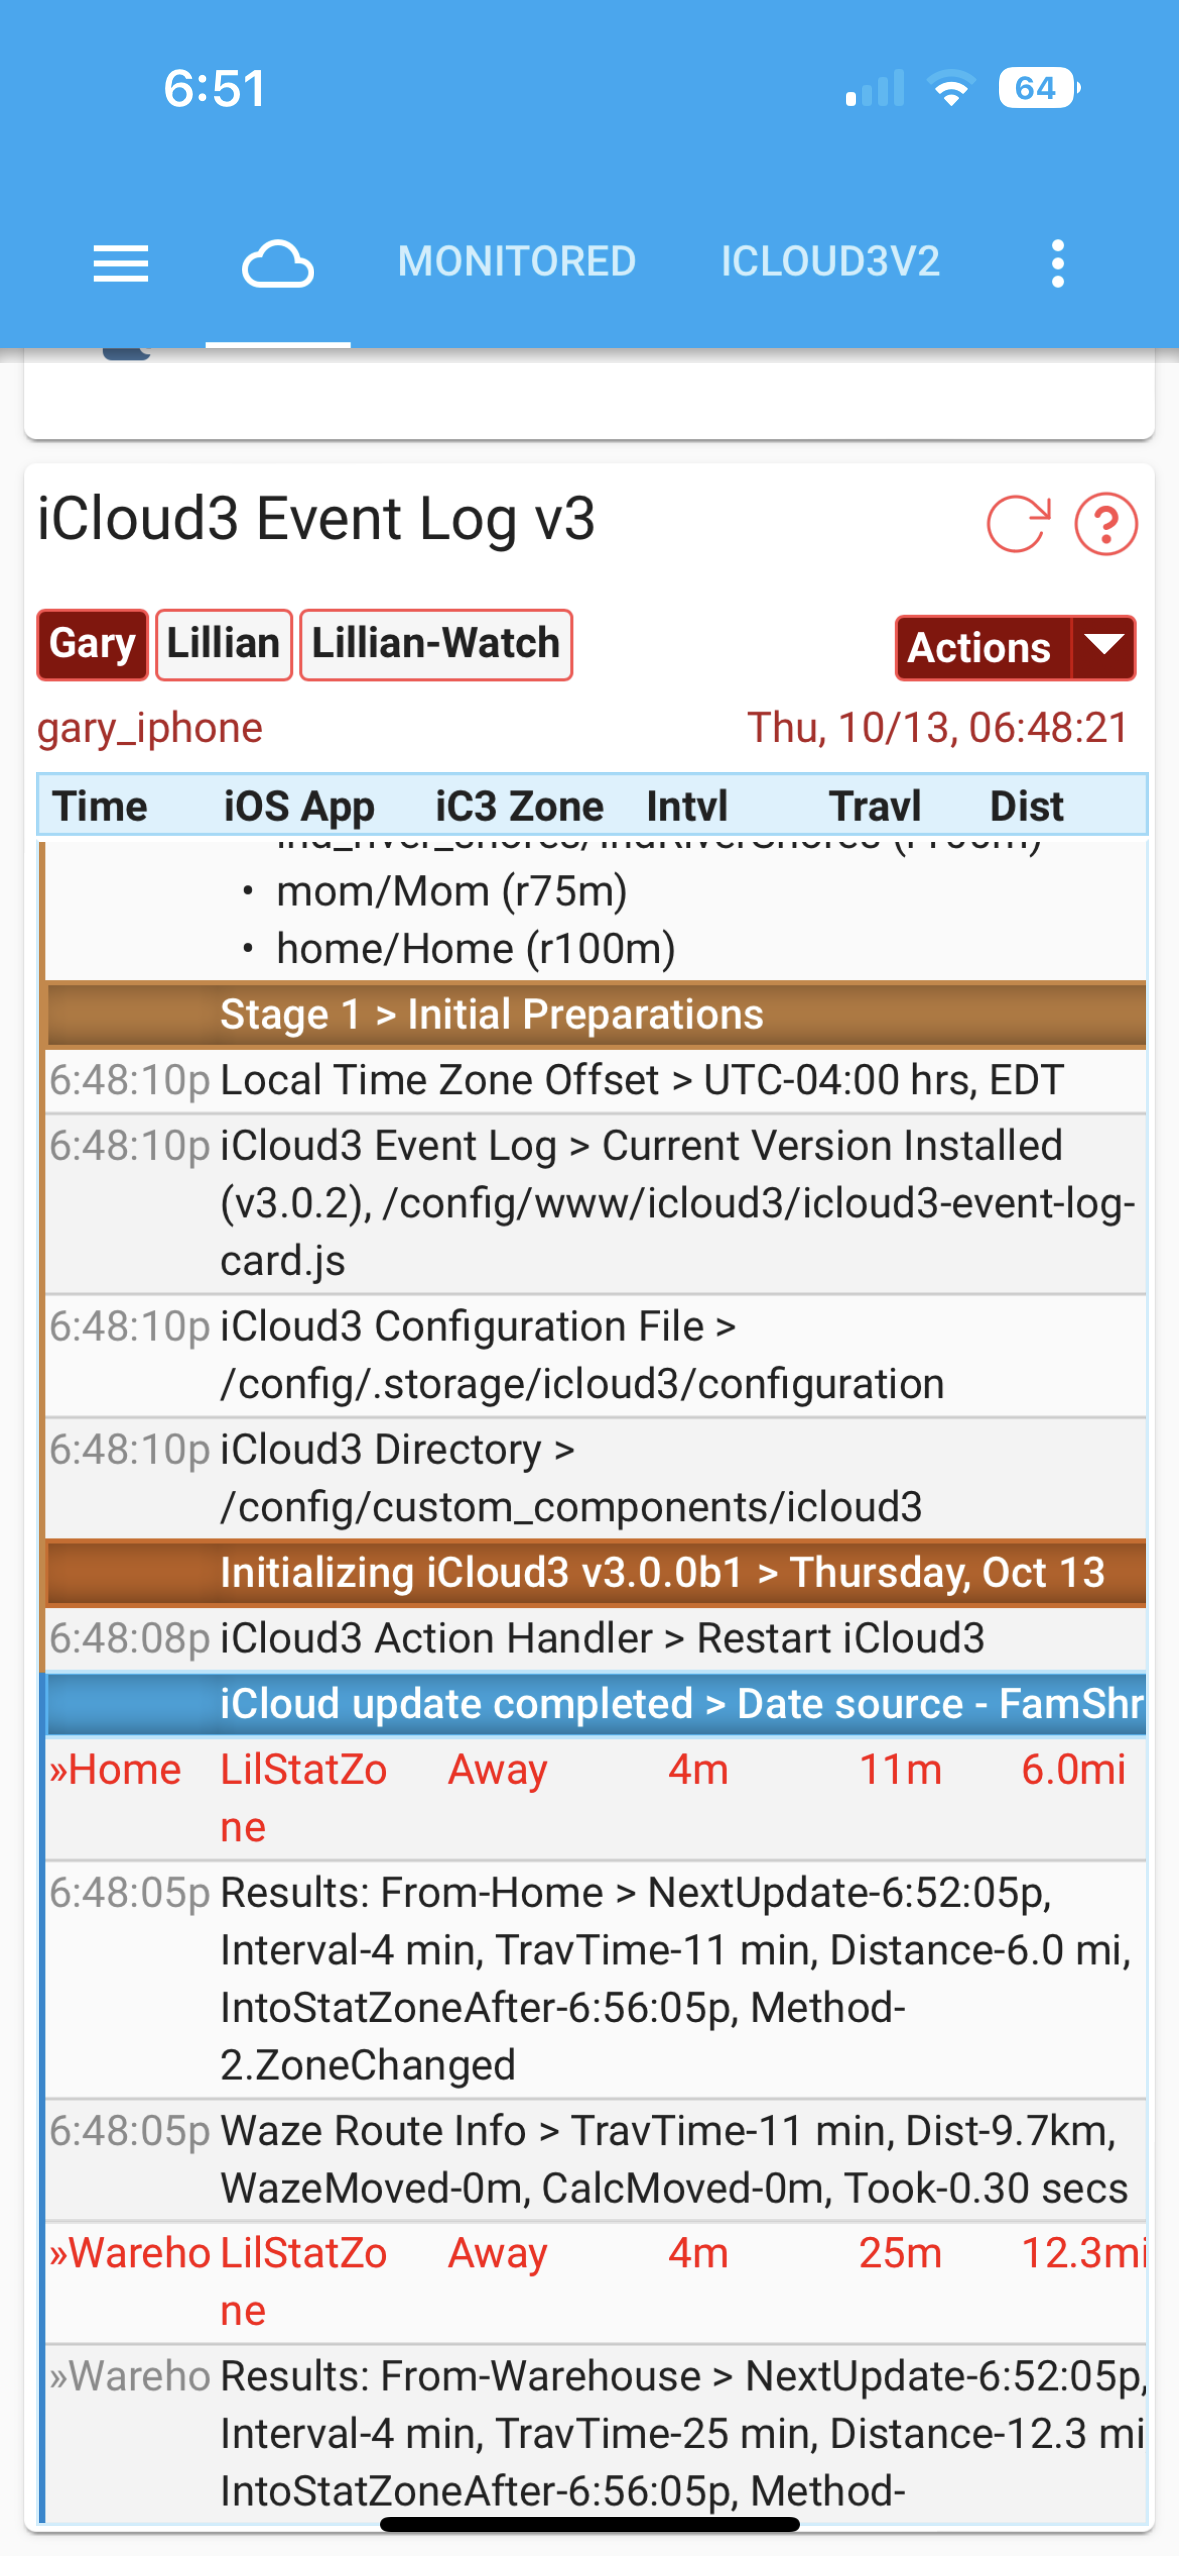 6:51
64
MONITORED ICLOUD3V2
iCloud3 Event Log v3
Gary Lillian Lillian-Watch Actions
gary_iphone Thu, 10/13, 06:48:21
Time iOS App iC3 Zone Intvl Travl Dist
• mom/Mom (r75m)
• home/Home (r100m)
Stage 1 > Initial Preparations
6:48:10p Local Time Zone Offset > UTC-04:00 hrs, EDT
6:48:10p iCloud3 Event Log > Current Version Installed
(v3.0.2), /config/www/icloud3/icloud3-event-log-
card.js
6:48:10p iCloud3 Configuration File >
/config/.storage/icloud3/configuration
6:48:10p iCloud3 Directory >
/config/custom_components/icloud3
Initializing iCloud3 v3.0.0b1 > Thursday, Oct 13
6:48:08p iCloud3 Action Handler > Restart iCloud3
iCloud update completed > Date source - FamShr
»Home LilStatZo Away 4m 11m 6.0mi
ne
6:48:05p Results: From-Home > NextUpdate-6:52:05p,
Interval-4 min, TravTime-11 min, Distance-6.0 mi,
IntoStatZoneAfter-6:56:05p, Method-
2.ZoneChanged
6:48:05p Waze Route Info > TravTime-11 min, Dist-9.7km,
WazeMoved-0m, CalcMoved-0m, Took-0.30 secs
»Wareho LilStatZo Away 4m 25m 12.3mi
ne
»Wareho Results: From-Warehouse > NextUpdate-6:52:05p,
Interval-4 min, TravTime-25 min, Distance-12.3 mi
IntoStatZoneAfter-6:56:05p, Method-